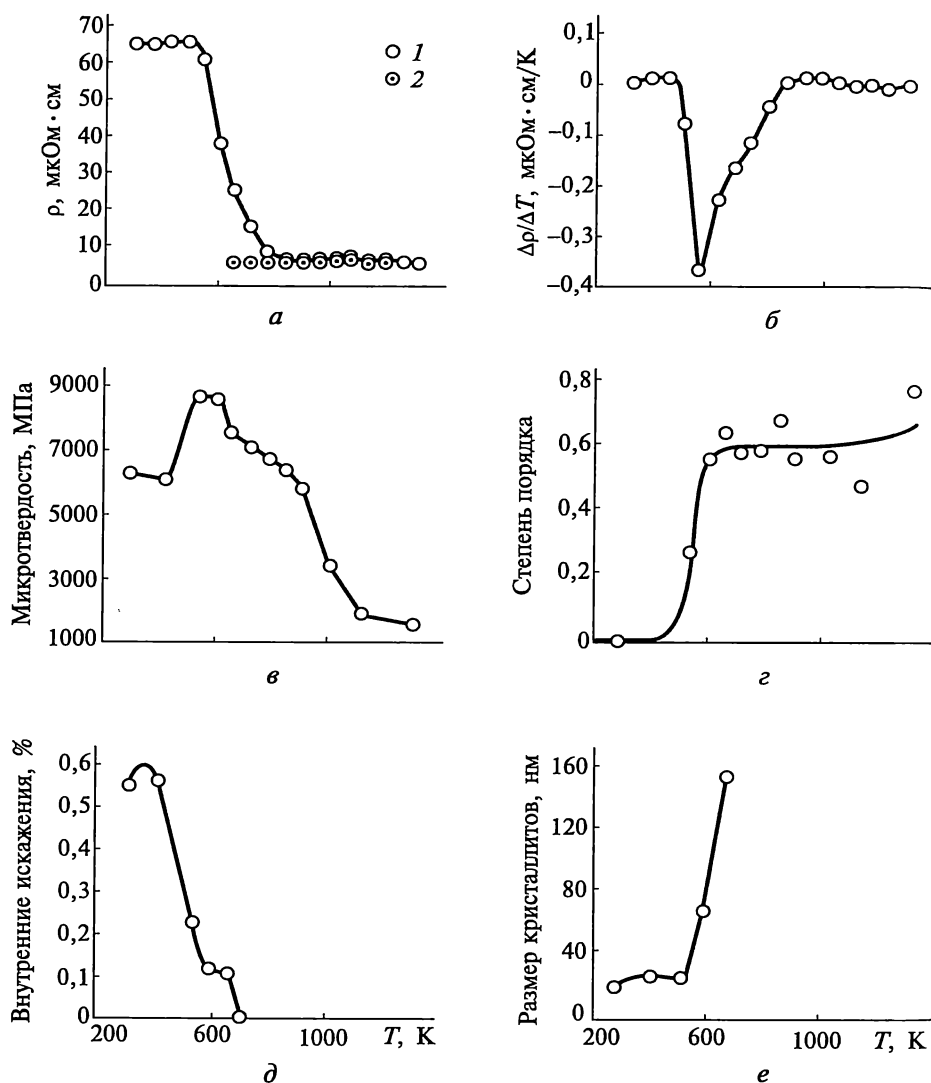 ρ, мкОм · см
70
60
50
40
30
20
10
0
1
2
а
Δρ/ΔT, мкОм · см/К
0,1
0
−0,1
−0,2
−0,3
−0,4
б
Микротвердость, МПа
9000
7000
5000
3000
1000
в
Степень порядка
0,8
0,6
0,4
0,2
0
г
Внутренние искажения, %
0,6
0,5
0,4
0,3
0,2
0,1
0
200 600 1000 T, К
д
Размер кристаллитов, нм
160
120
80
40
0
200 600 1000 T, К
е